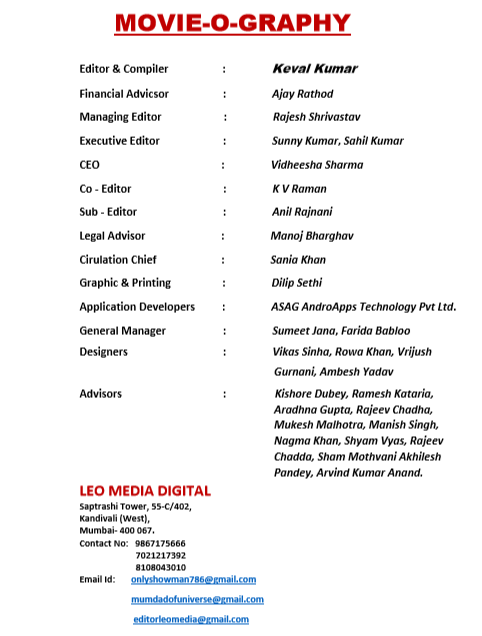 MOVIE-O-GRAPHY
Editor & Compiler : Keval Kumar
Financial Advicsor : Ajay Rathod
Managing Editor : Rajesh Shrivastav
Executive Editor : Sunny Kumar, Sahil Kumar
CEO : Vidheesha Sharma
Co - Editor : K V Raman
Sub - Editor : Anil Rajnani
Legal Advisor : Manoj Bharghav
Cirulation Chief : Sania Khan
Graphic & Printing : Dilip Sethi
Application Developers : ASAG AndroApps Technology Pvt Ltd.
General Manager : Sumeet Jana, Farida Babloo
Designers : Vikas Sinha, Rowa Khan, Vrijush
Gurnani, Ambesh Yadav
Advisors : Kishore Dubey, Ramesh Kataria,
Aradhna Gupta, Rajeev Chadha,
Mukesh Malhotra, Manish Singh,
Nagma Khan, Shyam Vyas, Rajeev
Chadda, Sham Mothvani Akhilesh
Pandey, Arvind Kumar Anand.
LEO MEDIA DIGITAL
Saptrashi Tower, 55-C/402,
Kandivali (West),
Mumbai- 400 067.
Contact No: 9867175666
7021217392
8108043010
Email Id: onlyshowman786@gmail.com
mumdadofuniverse@gmail.com
editorleomedia@gmail.com